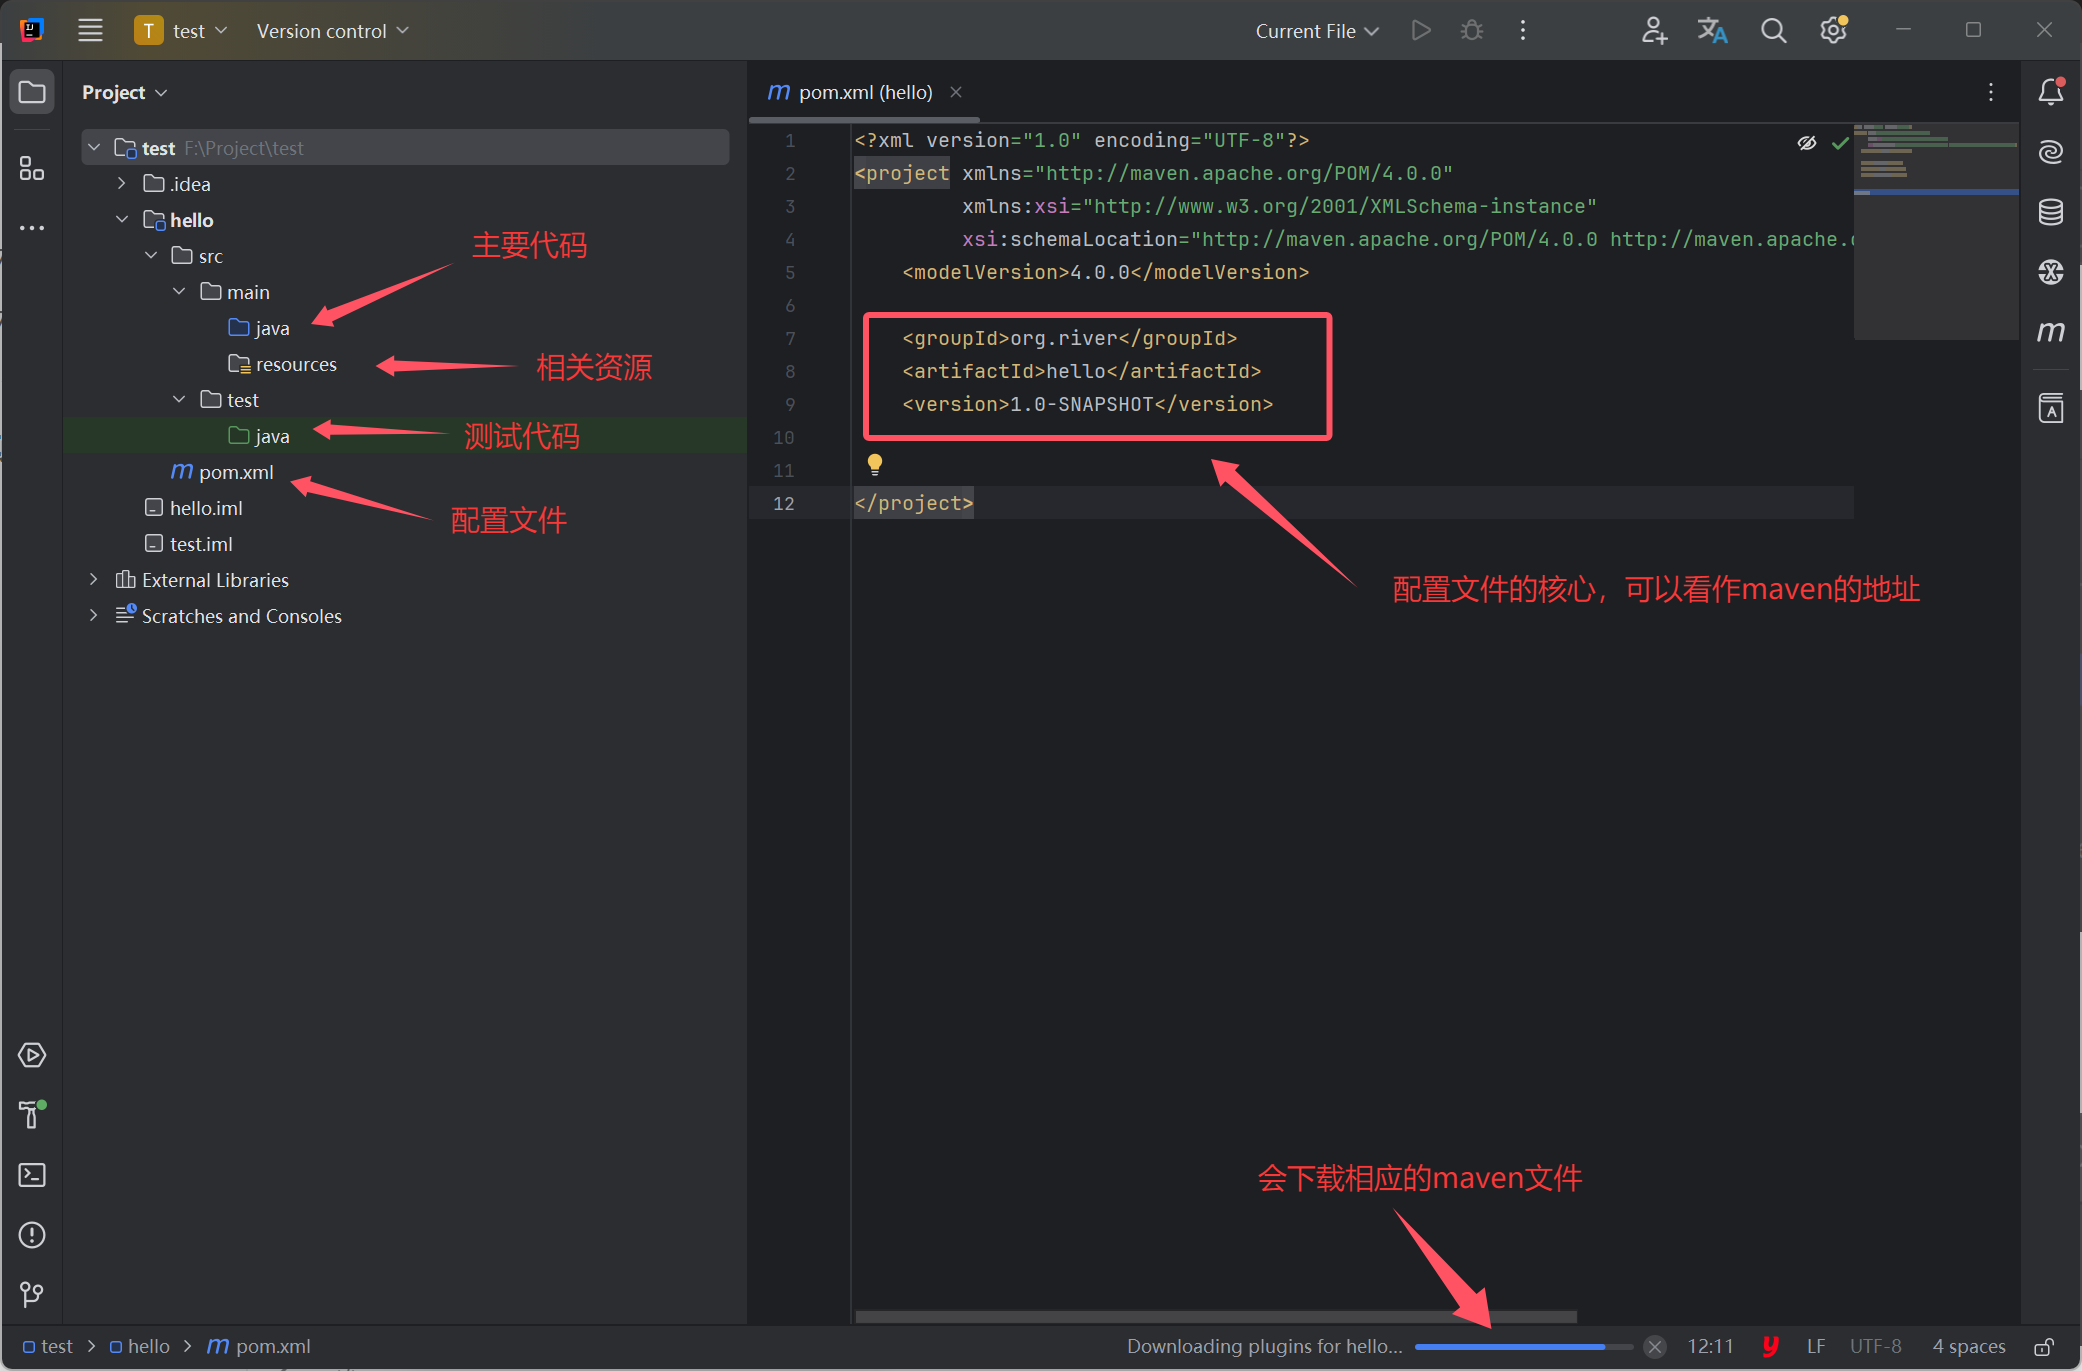 T test Version control Current File
Project
pom.xml (hello)
test F:\Project\test
.idea
hello
src
main
java
resources
test
java
pom.xml
hello.iml
test.iml
External Libraries
Scratches and Consoles
主要代码
相关资源
测试代码
配置文件
1 <?xml version="1.0" encoding="UTF-8"?>
2 <project xmlns="http://maven.apache.org/POM/4.0.0"
3 xmlns:xsi="http://www.w3.org/2001/XMLSchema-instance"
4 xsi:schemaLocation="http://maven.apache.org/POM/4.0.0 http://maven.apache.
5 <modelVersion>4.0.0</modelVersion>
6
7 <groupId>org.river</groupId>
8 <artifactId>hello</artifactId>
9 <version>1.0-SNAPSHOT</version>
10
11
12 </project>
配置文件的核心，可以看作maven的地址
会下载相应的maven文件
test > hello > m pom.xml Downloading plugins for hello... 12:11 LF UTF-8 4 spaces